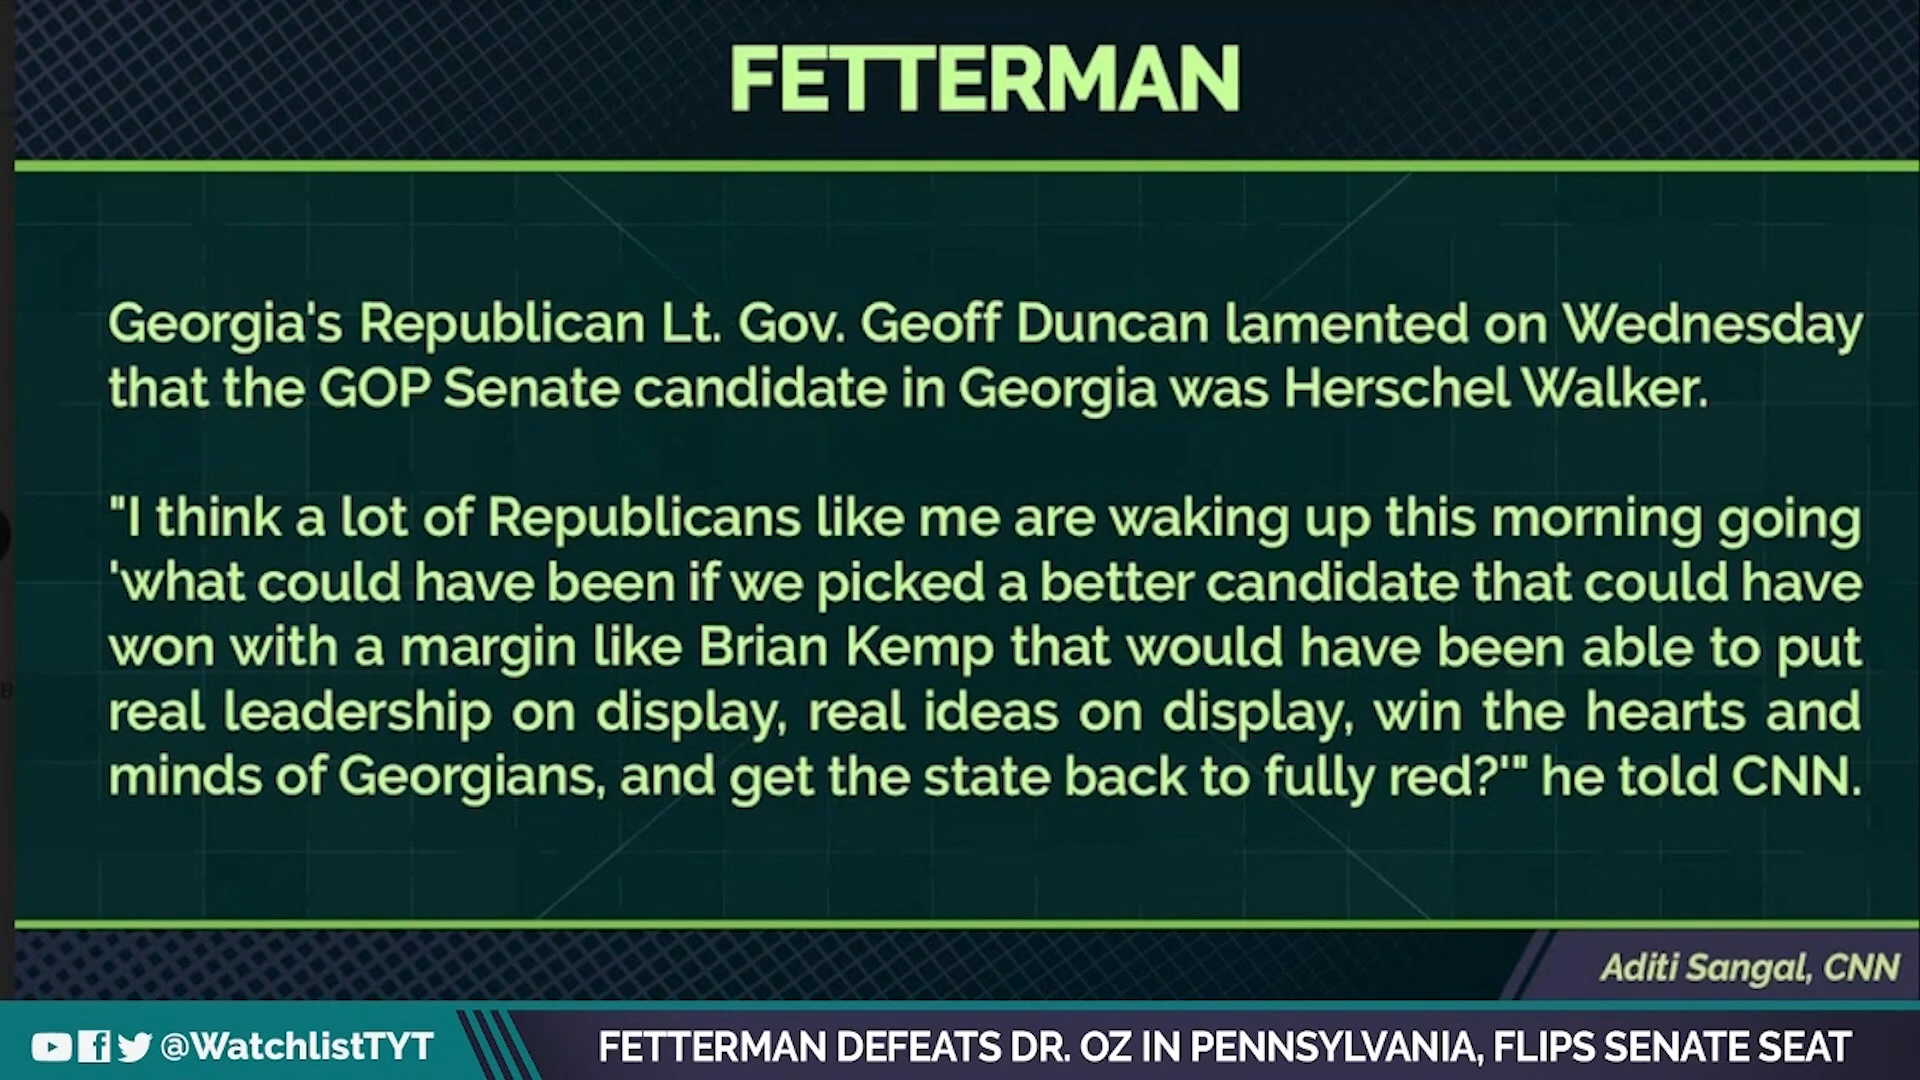 FETTERMAN
Georgia's Republican Lt. Gov. Geoff Duncan lamented on Wednesday
that the GOP Senate candidate in Georgia was Herschel Walker.
"I think a lot of Republicans like me are waking up this morning going
'what could have been if we picked a better candidate that could have
won with a margin like Brian Kemp that would have been able to put
real leadership on display, real ideas on display, win the hearts and
minds of Georgians, and get the state back to fully red?'" he told CNN.
Aditi Sangal, CNN
@WatchlistTYT
FETTERMAN DEFEATS DR. OZ IN PENNSYLVANIA, FLIPS SENATE SEAT